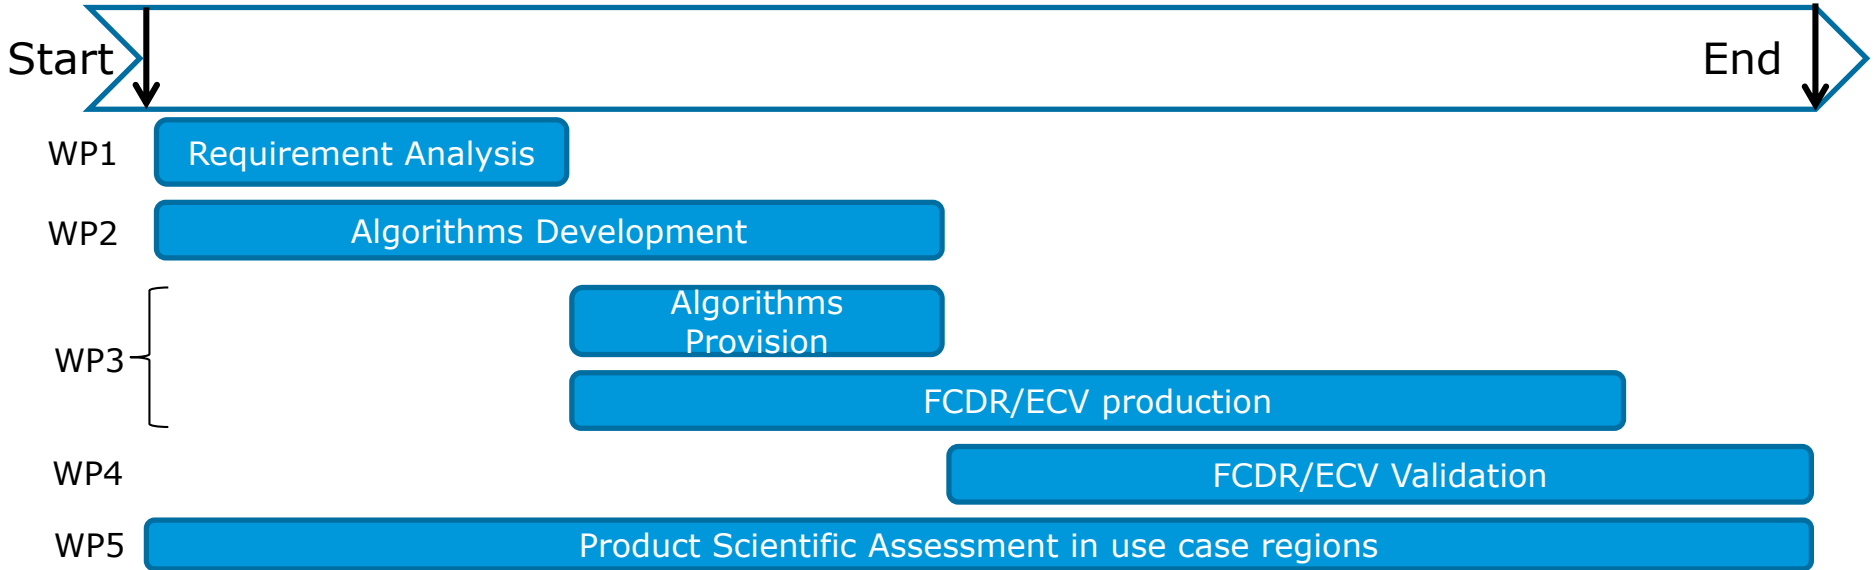 Start
End
WP1
Requirement Analysis
WP2
Algorithms Development
WP3
Algorithms
Provision
FCDR/ECV production
WP4
FCDR/ECV Validation
WP5
Product Scientific Assessment in use case regions